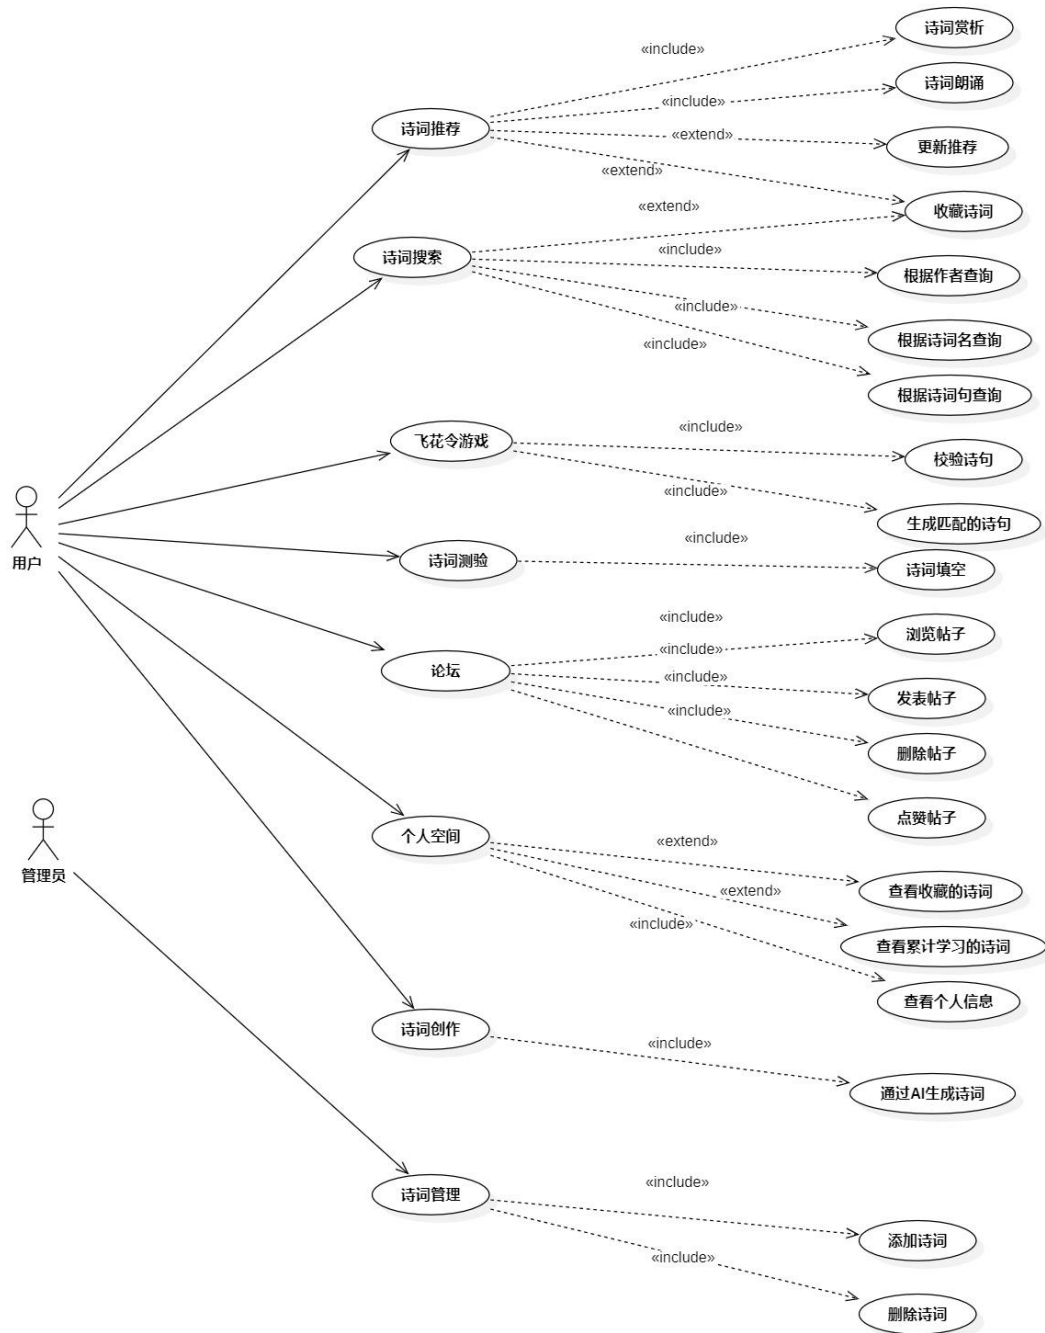 诗词赏析
«include»
诗词朗诵
«include»
诗词推荐
«extend»
更新推荐
«extend»
«extend»
收藏诗词
诗词搜索
«include»
根据作者查询
«include»
根据诗词名查询
«include»
根据诗词句查询
飞花令游戏
«include»
校验诗句
«include»
生成匹配的诗句
用户
诗词测验
«include»
诗词填空
«include»
浏览帖子
«include»
论坛
«include»
发表帖子
«include»
删除帖子
点赞帖子
管理员
个人空间
«extend»
查看收藏的诗词
«extend»
查看累计学习的诗词
«include»
查看个人信息
诗词创作
«include»
通过AI生成诗词
诗词管理
«include»
添加诗词
«include»
删除诗词